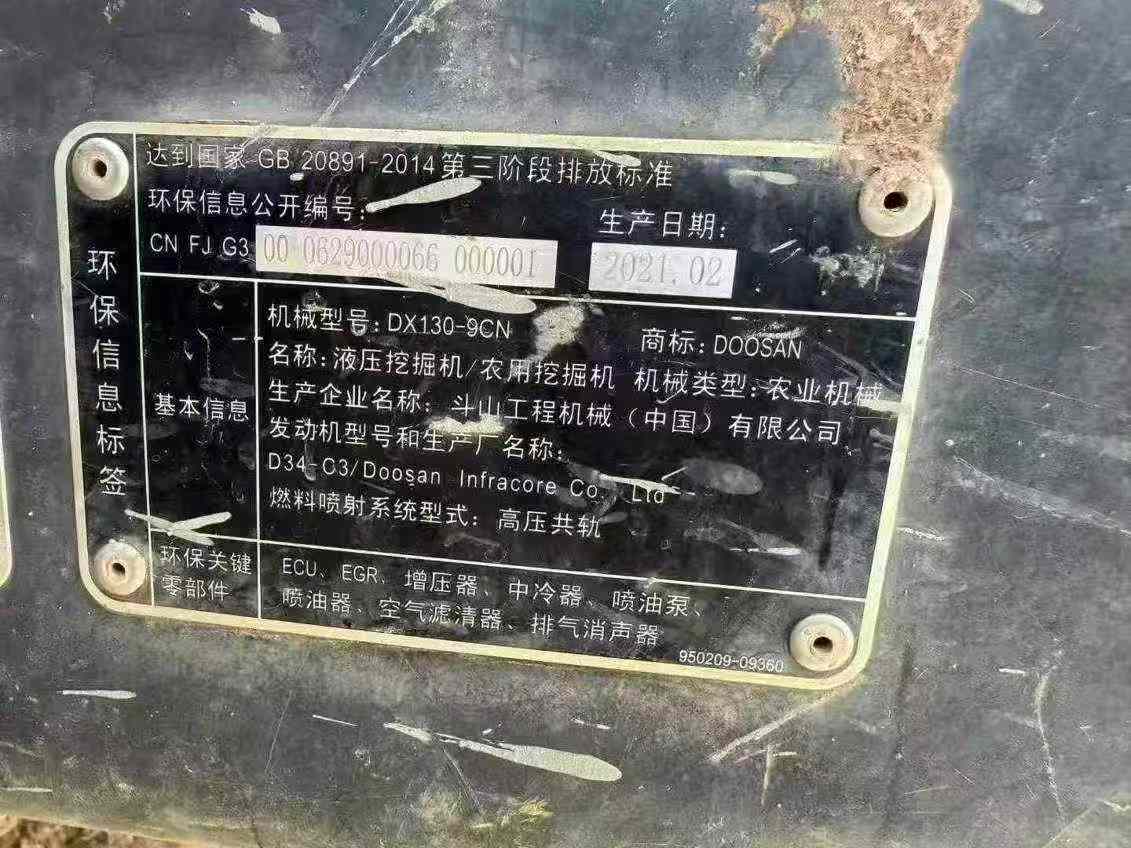 达到国家 GB 20891-2014第三阶段排放标准
环保信息公开编号:
生产日期:
CN FJ G3 00 0629000066 000001
2021.02
环保信息标签
基本信息
机械型号: DX130-9CN
商标: DOOSAN
名称: 液压挖掘机/农用挖掘机 机械类型: 农业机械
生产企业名称: 斗山工程机械（中国）有限公司
发动机型号和生产厂名称:
D34-C3/Doosan Infracore Co., Ltd
燃料喷射系统型式: 高压共轨
环保关键
零部件
ECU、EGR、增压器、中冷器、喷油泵、
喷油器、空气滤清器、排气消声器
950209-09360